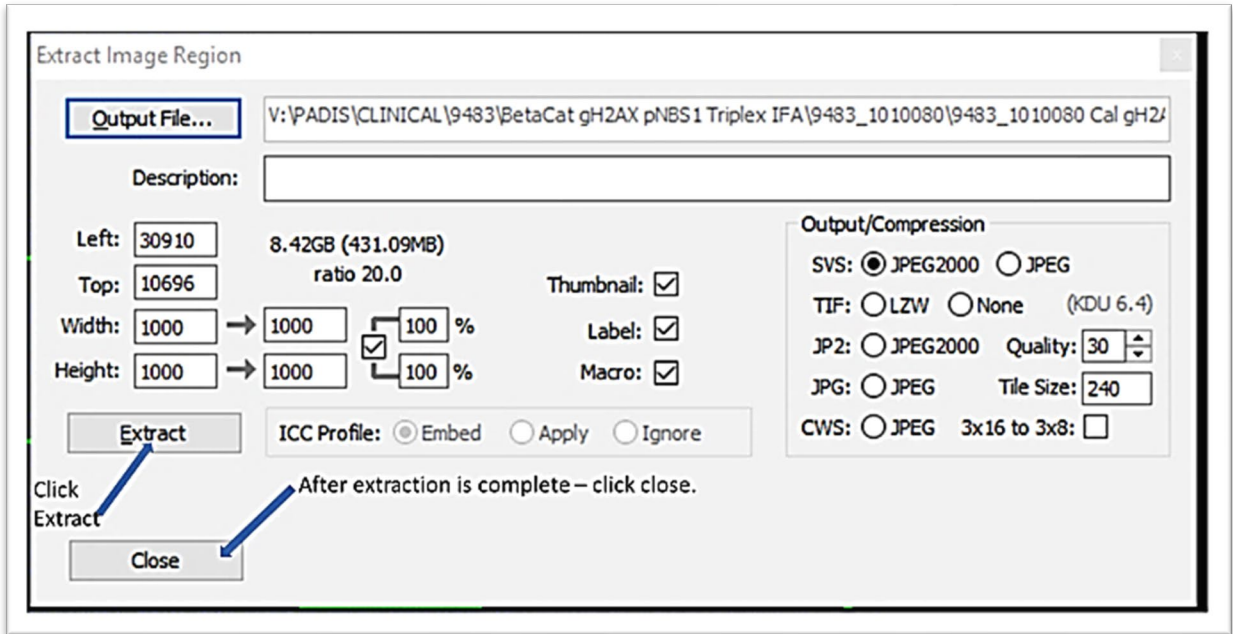 Extract Image Region
Output File... V:\PADIS\CLINICAL\9483\BetaCat gH2AX pNBS1 Triplex IFA\9483_1010080\9483_1010080 Cal gH2A
Description:
Left: 30910
8.42GB (431.09MB)
Top: 10696
ratio 20.0
Width: 1000 1000 100 %
Height: 1000 1000 100 %
Thumbnail:
Label:
Macro:
Output/Compression
SVS: JPEG2000 JPEG
TIF: LZW None (KDU 6.4)
JP2: JPEG2000 Quality: 30
JPG: JPEG Tile Size: 240
CWS: JPEG 3x16 to 3x8:
Extract
ICC Profile: Embed Apply Ignore
Click
Extract
After extraction is complete – click close.
Close